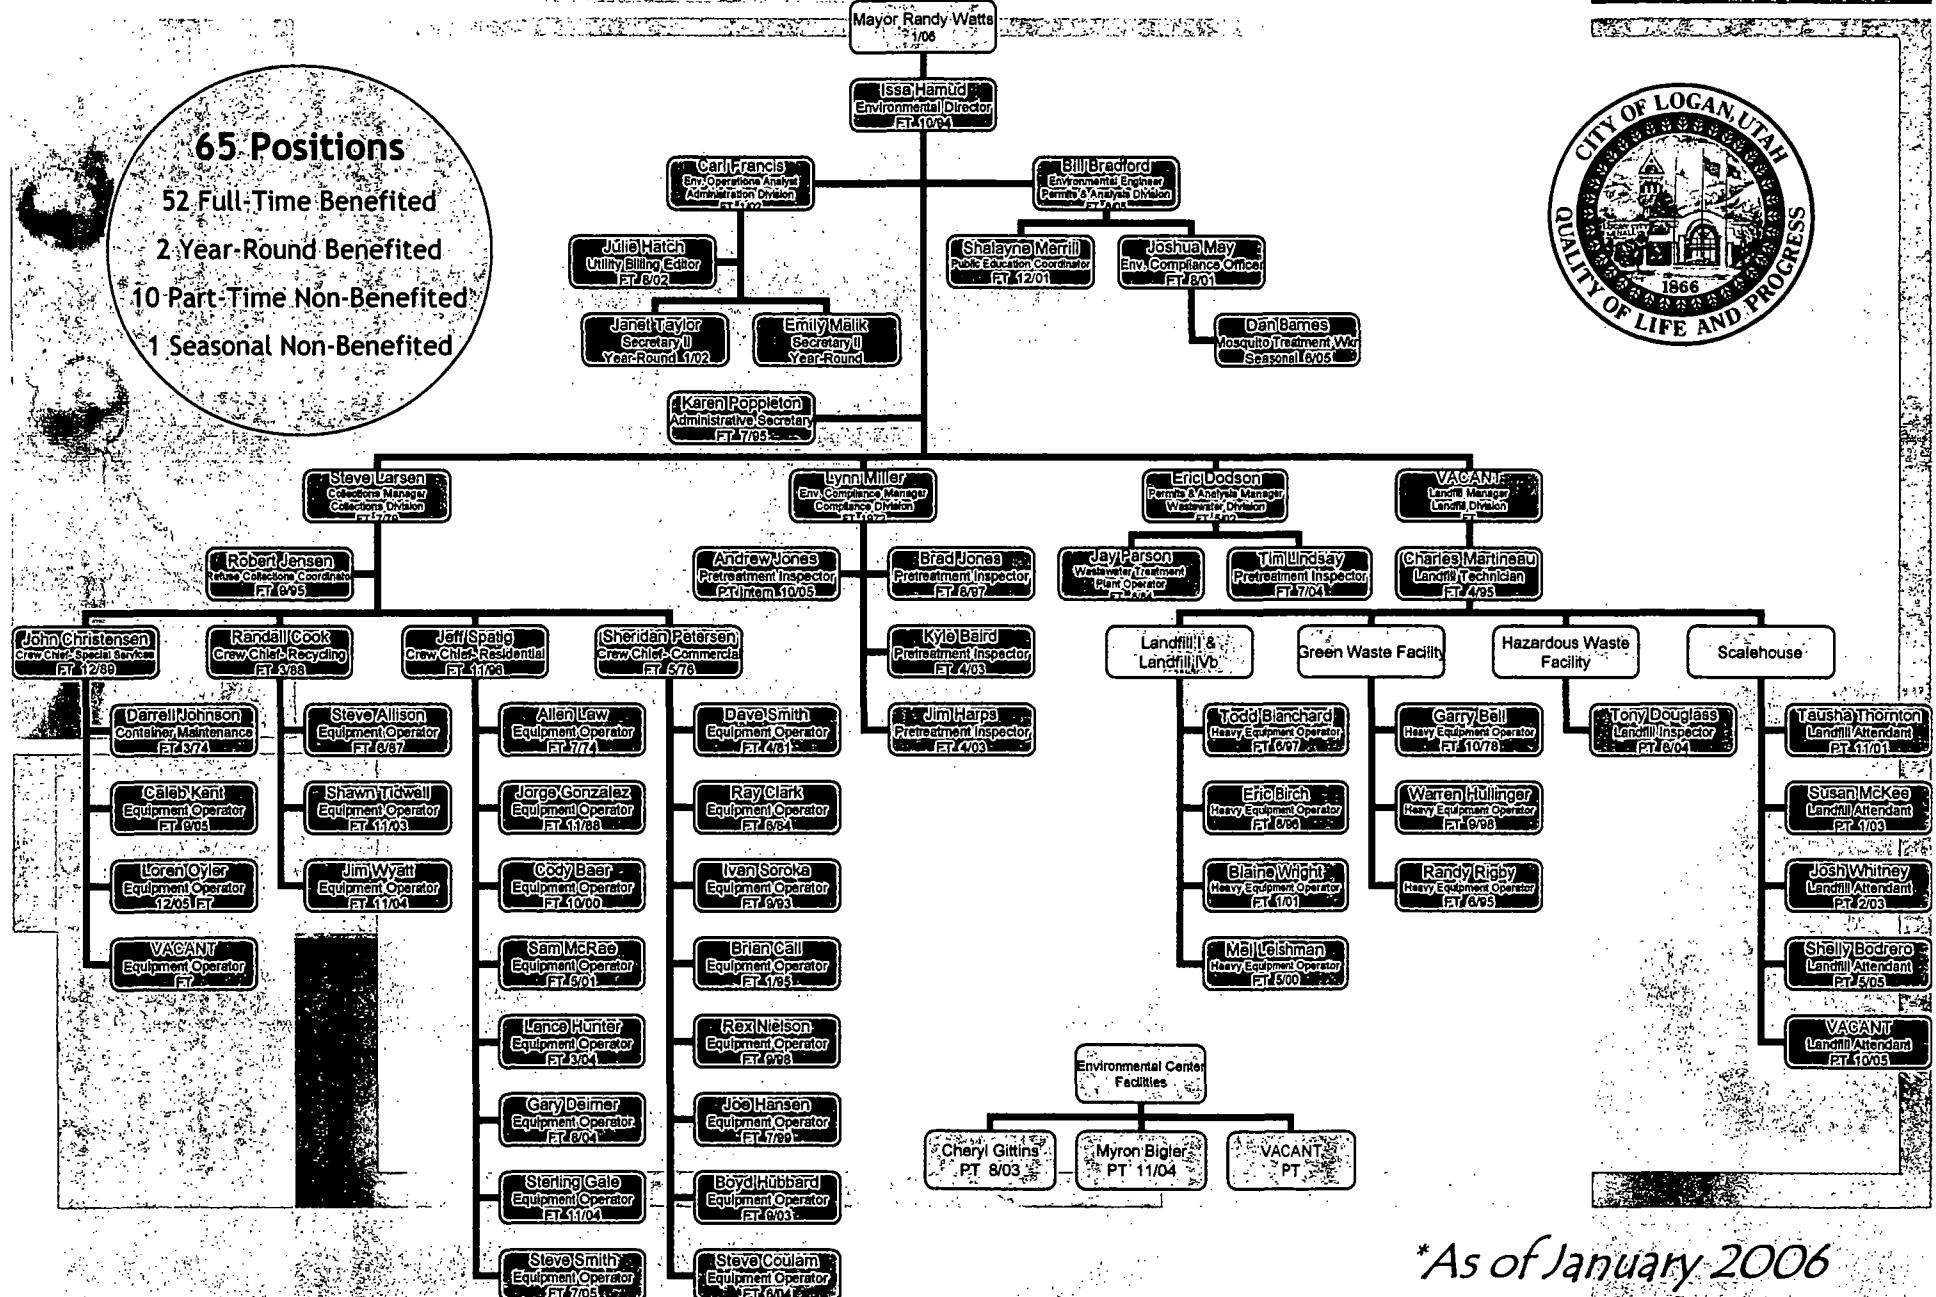 Mayor Randy Watts
1/06
Issa Hamud
Environmental Director
FT 10/94
65 Positions
52 Full-Time Benefited
2 Year-Round Benefited
10 Part-Time Non-Benefited
1 Seasonal Non-Benefited
CITY OF LOGAN, UTAH
1866
QUALITY OF LIFE AND PROGRESS
Carl Francis
Env. Operations Analyst
Administration Division
FT 1/02
Bill Bradford
Environmental Engineer
Permits & Analysis Division
Julie Hatch
Utility Billing Editor
FT 8/02
Shalayne Merrill
Public Education Coordinator
FT 12/01
Joshua May
Env. Compliance Officer
FT 8/01
Janet Taylor
Secretary II
Year-Round 1/02
Emily Malik
Secretary II
Year-Round
Dan Barnes
Mosquito Treatment Wkr
Seasonal 6/05
Karen Poppleton
Administrative Secretary
FT 7/95
Steve Larsen
Collections Manager
Collections Division
FT 7/79
Lynn Miller
Env. Compliance Manager
Compliance Division
FT 1972
Eric Dodson
Permits & Analysis Manager
Wastewater Division
FT 5/02
VACANT
Landfill Manager
Landfill Division
FT
Robert Jensen
Refuse Collections Coordinator
FT 9/95
Andrew Jones
Pretreatment Inspector
PT Intern 10/05
Brad Jones
Pretreatment Inspector
FT 8/97
Jay Parson
Wastewater Treatment
Plant Operator
Tim Lindsay
Pretreatment Inspector
FT 7/04
Charles Martineau
Landfill Technician
FT 4/95
John Christensen
Crew Chief- Special Services
FT 12/89
Randall Cook
Crew Chief- Recycling
FT 3/88
Jeff Spatig
Crew Chief- Residential
FT 11/96
Sheridan Petersen
Crew Chief- Commercial
FT 5/76
Kyle Baird
Pretreatment Inspector
FT 4/03
Landfill I &
Landfill IVb
Green Waste Facility
Hazardous Waste
Facility
Scalehouse
Darrell Johnson
Container Maintenance
FT 3/74
Steve Allison
Equipment Operator
FT 6/87
Allen Law
Equipment Operator
FT 7/74
Dave Smith
Equipment Operator
FT 4/81
Jim Harps
Pretreatment Inspector
FT 4/03
Todd Blanchard
Heavy Equipment Operator
FT 6/97
Garry Bell
Heavy Equipment Operator
FT 10/78
Tony Douglass
Landfill Inspector
PT 6/04
Tausha Thornton
Landfill Attendant
PT 11/01
Caleb Kent
Equipment Operator
FT 9/05
Shawn Tidwell
Equipment Operator
FT 11/03
Jorge Gonzalez
Equipment Operator
FT 11/88
Ray Clark
Equipment Operator
FT 6/84
Eric Birch
Heavy Equipment Operator
FT 8/96
Warren Hullinger
Heavy Equipment Operator
FT 6/98
Susan McKee
Landfill Attendant
PT 1/03
Loren Oyler
Equipment Operator
12/05 FT
Jim Wyatt
Equipment Operator
FT 11/04
Cody Baer
Equipment Operator
FT 10/00
Ivan Soroka
Equipment Operator
FT 9/93
Blaine Wright
Heavy Equipment Operator
FT 1/01
Randy Rigby
Heavy Equipment Operator
FT 6/95
Josh Whitney
Landfill Attendant
PT 2/03
VACANT
Equipment Operator
FT
Sam McRae
Equipment Operator
FT 5/01
Brian Call
Equipment Operator
FT 1/95
Mel Leishman
Heavy Equipment Operator
PT 5/00
Shelly Bodrero
Landfill Attendant
PT 5/05
Lance Hunter
Equipment Operator
FT 3/04
Rex Nielson
Equipment Operator
FT 9/98
VACANT
Landfill Attendant
PT 10/05
Environmental Center
Facilities
Gary Deimer
Equipment Operator
FT 8/04
Joe Hansen
Equipment Operator
FT 7/99
Cheryl Gittins
PT 8/03
Myron Bigler
PT 11/04
VACANT
PT
Sterling Gale
Equipment Operator
FT 11/04
Boyd Hubbard
Equipment Operator
FT 9/03
Steve Smith
Equipment Operator
FT 7/05
Steve Coulam
Equipment Operator
FT 6/04
*As of January 2006